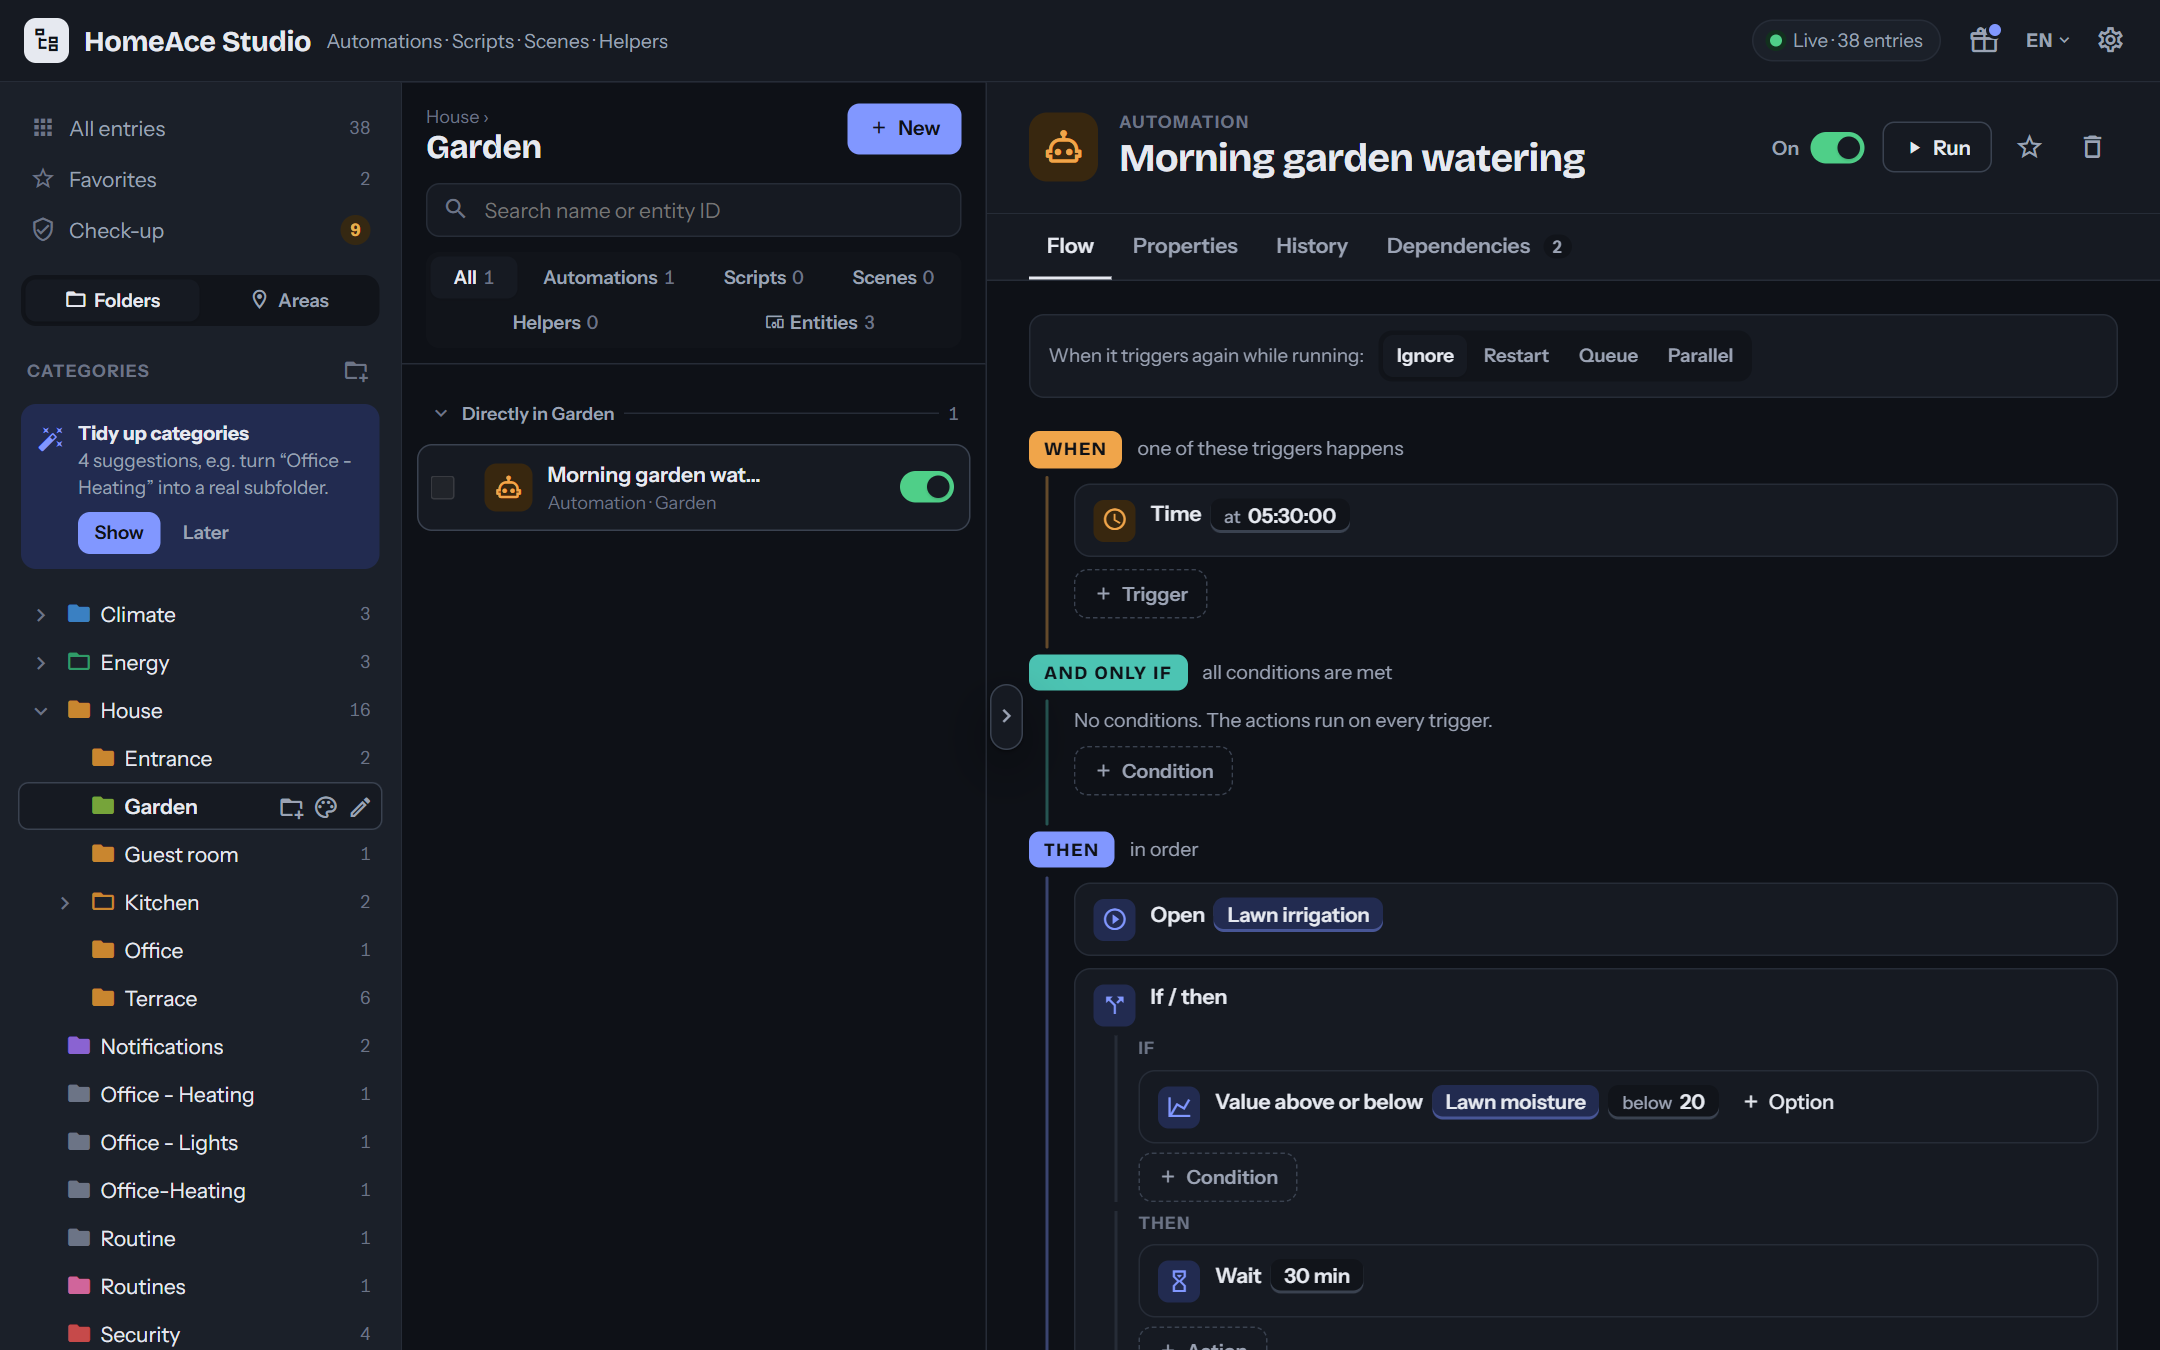 HomeAce Studio Automations · Scripts · Scenes · Helpers
Live · 38 entries
EN
All entries 38
Favorites 2
Check-up 9
Folders Areas
CATEGORIES
Tidy up categories
4 suggestions, e.g. turn “Office -
Heating” into a real subfolder.
Show Later
Climate 3
Energy 3
House 16
Entrance 2
Garden
Guest room 1
Kitchen 2
Office 1
Terrace 6
Notifications 2
Office - Heating 1
Office - Lights 1
Office-Heating 1
Routine 1
Routines 1
Security 4
House ›
Garden
+ New
Search name or entity ID
All 1 Automations 1 Scripts 0 Scenes 0
Helpers 0 Entities 3
Directly in Garden 1
Morning garden wat...
Automation · Garden
AUTOMATION
Morning garden watering
On Run
Flow Properties History Dependencies 2
When it triggers again while running: Ignore Restart Queue Parallel
WHEN one of these triggers happens
Time at 05:30:00
+ Trigger
AND ONLY IF all conditions are met
No conditions. The actions run on every trigger.
+ Condition
THEN in order
Open Lawn irrigation
If / then
IF
Value above or below Lawn moisture below 20 + Option
+ Condition
THEN
Wait 30 min
+ Action